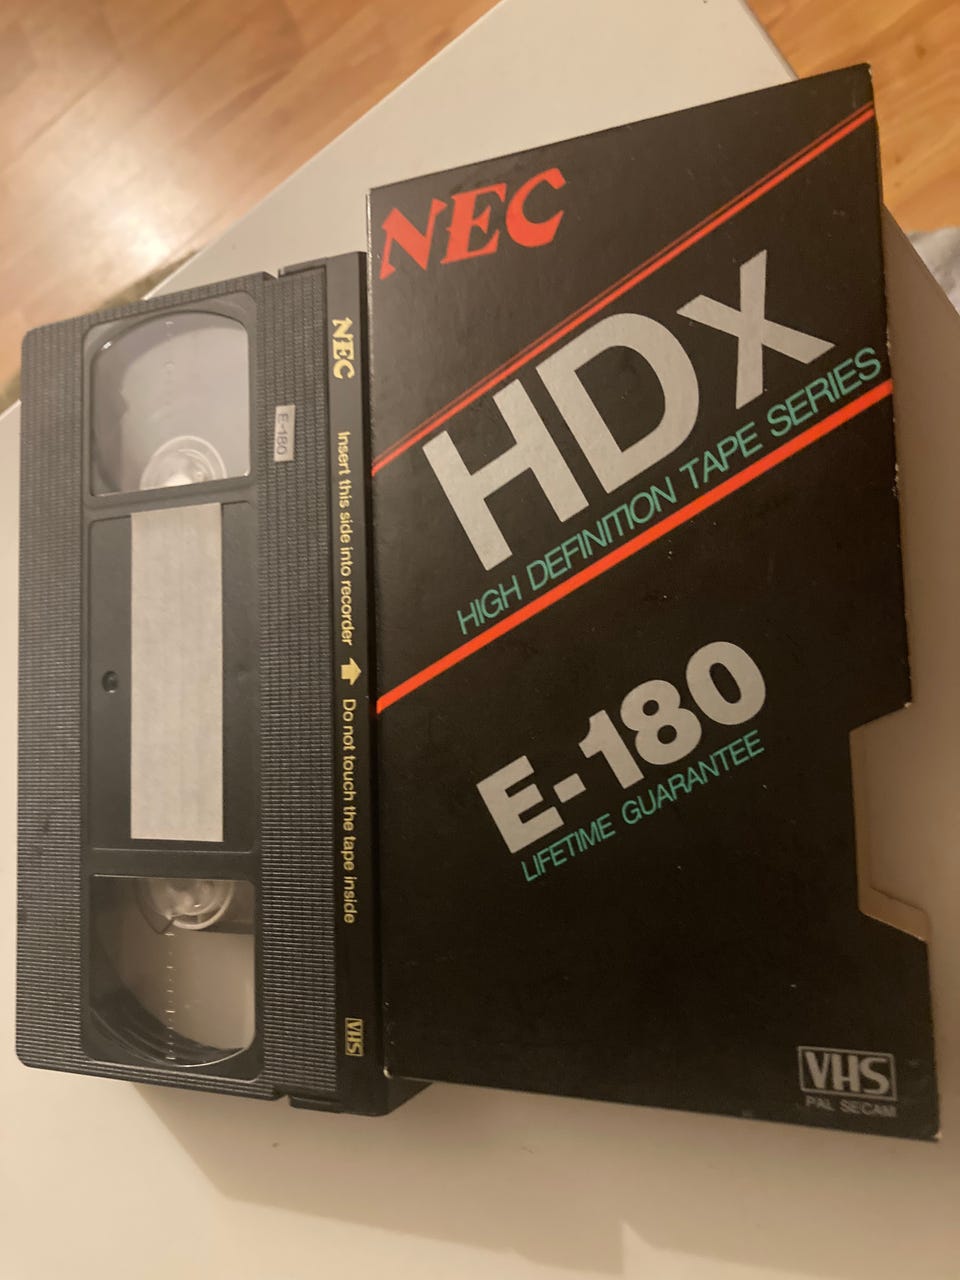 NEC
HDx
HIGH DEFINITION TAPE SERIES
E-180
LIFETIME GUARANTEE
VHS
PAL SECAM
E-180
NEC
Insert this side into recorder
Do not touch the tape inside
VHS